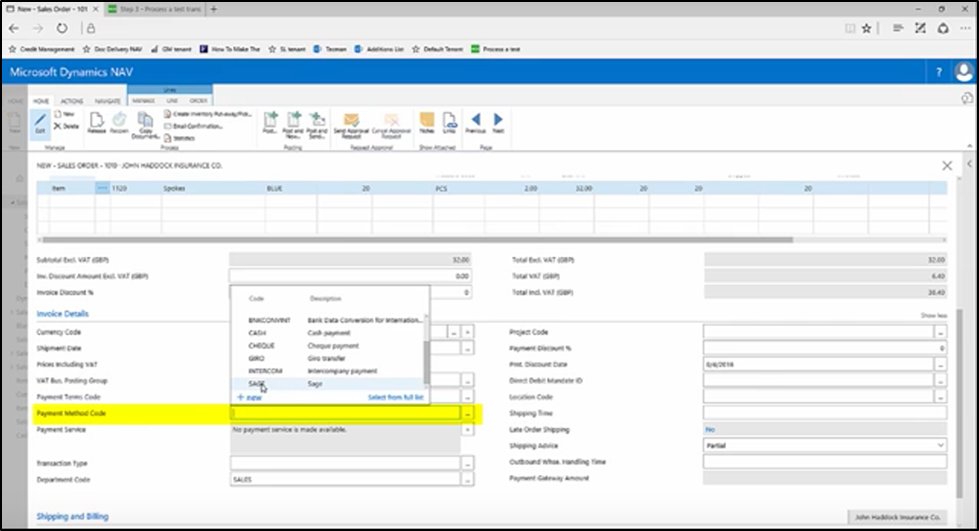 New - Sales Order - 101
Step 3 - Process a test trans
Credit Management Doc Delivery NAV GW tenant How To Make The SL tenant Texman Additions List Default Tenant Process a test
Microsoft Dynamics NAV ?
LINES
HOME HOME ACTIONS NAVIGATE MANAGE LINE ORDER
New Edit New Delete Release Reopen Copy Document... Create Inventory Put-away/Pick... Email Confirmation... Statistics Post... Post and New... Post and Send... Send Approval Request Cancel Approval Request Notes Links Previous Next
Manage Process Posting Request Approval Show Attached Page
NEW - SALES ORDER - 1019 · JOHN HADDOCK INSURANCE CO.
Item 1120 Spokes BLUE 20 PCS 2.00 32.00 20 20 20
Subtotal Excl. VAT (GBP) 32.00 Total Excl. VAT (GBP) 32.00
Inv. Discount Amount Excl. VAT (GBP) 0.00 Total VAT (GBP) 6.40
Invoice Discount % 0 Total Incl. VAT (GBP) 38.40
Code Description
Invoice Details Show less
BNKCONVINT Bank Data Conversion for Internation...
Currency Code CASH Cash payment Project Code
Shipment Date CHEQUE Cheque payment Payment Discount % 0
Prices Including VAT GIRO Giro transfer Pmt. Discount Date 8/6/2018
VAT Bus. Posting Group INTERCOM Intercompany payment Direct Debit Mandate ID
SAGE Sage
Payment Terms Code + New Select from full list Location Code
Payment Method Code Shipping Time
Payment Service No payment service is made available. Late Order Shipping No
Shipping Advice Partial
Transaction Type Outbound Whse. Handling Time
Department Code SALES Payment Gateway Amount
Shipping and Billing John Haddock Insurance Co.